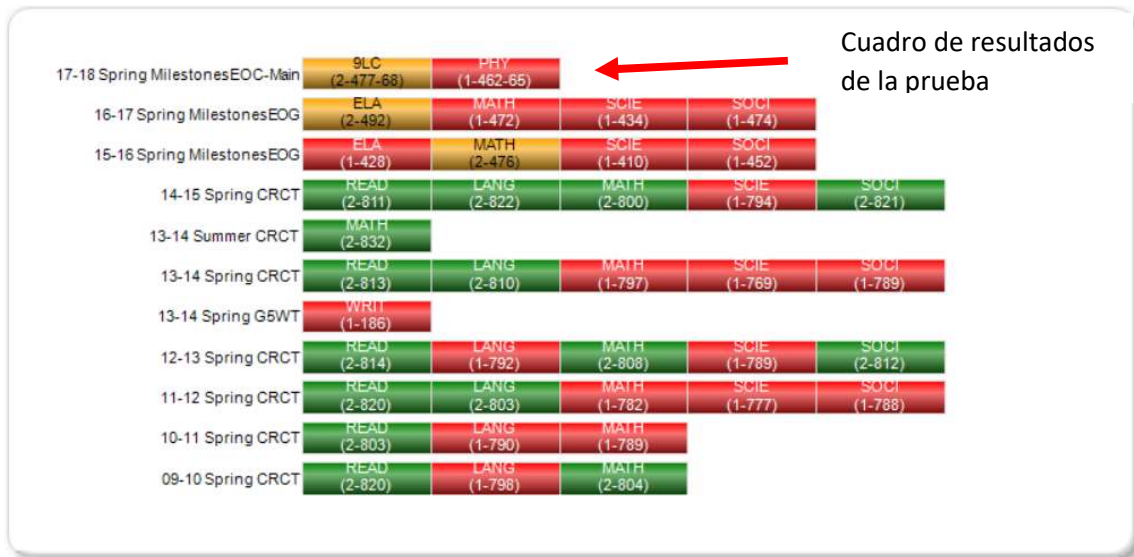 Cuadro de resultados
de la prueba
17-18 Spring MilestonesEOC-Main
9LC PHY
(2-477-68) (1-462-65)
16-17 Spring MilestonesEOG
ELA MATH SCIE SOCI
(2-492) (1-472) (1-434) (1-474)
15-16 Spring MilestonesEOG
ELA MATH SCIE SOCI
(1-428) (2-476) (1-410) (1-452)
14-15 Spring CRCT
READ LANG MATH SCIE SOCI
(2-811) (2-822) (2-800) (1-794) (2-821)
13-14 Summer CRCT
MATH
(2-832)
13-14 Spring CRCT
READ LANG MATH SCIE SOCI
(2-813) (2-810) (1-797) (1-769) (1-789)
13-14 Spring G5WT
WRIT
(1-186)
12-13 Spring CRCT
READ LANG MATH SCIE SOCI
(2-814) (1-792) (2-808) (1-789) (2-812)
11-12 Spring CRCT
READ LANG MATH SCIE SOCI
(2-820) (2-803) (1-782) (1-777) (1-788)
10-11 Spring CRCT
READ LANG MATH
(2-803) (1-790) (1-789)
09-10 Spring CRCT
READ LANG MATH
(2-820) (1-798) (2-804)